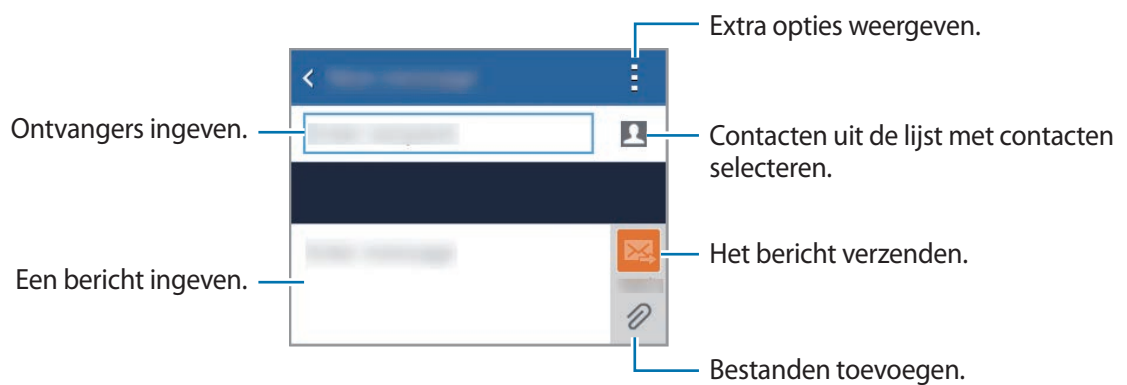 Extra opties weergeven.
Ontvangers ingeven.
Contacten uit de lijst met contacten
selecteren.
Het bericht verzenden.
Een bericht ingeven.
Bestanden toevoegen.